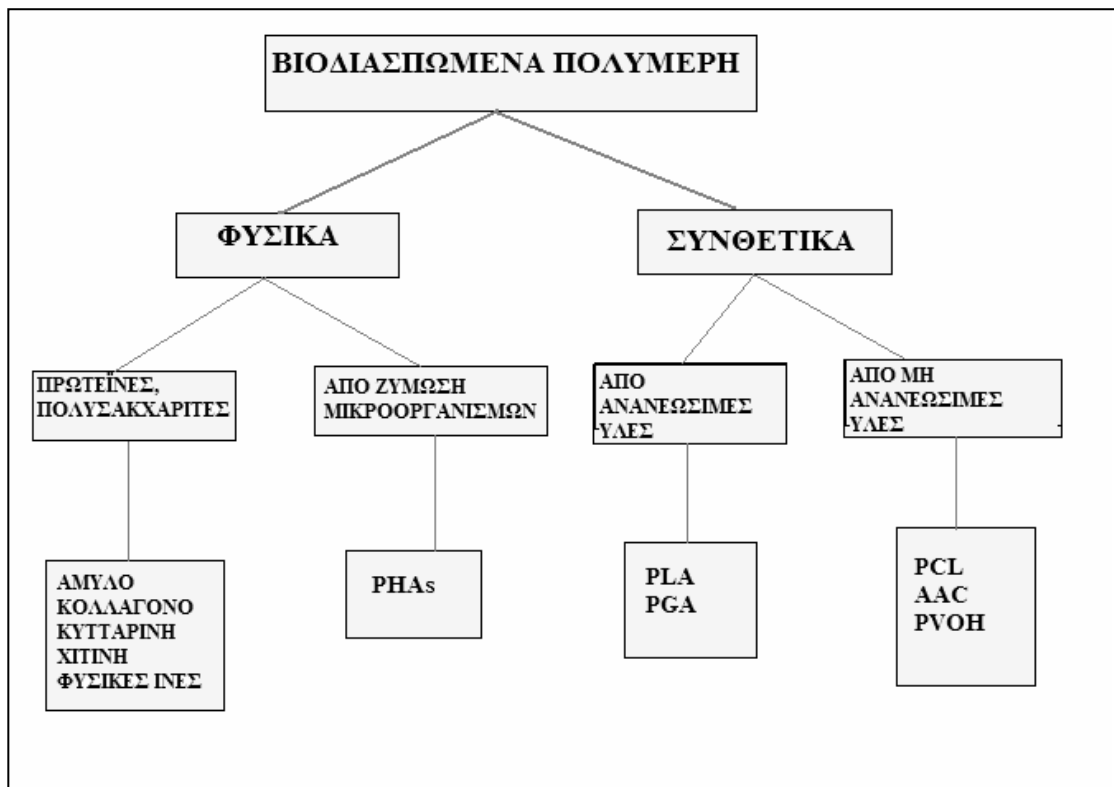 ΒΙΟΔΙΑΣΠΩΜΕΝΑ ΠΟΛΥΜΕΡΗ
ΦΥΣΙΚΑ
ΣΥΝΘΕΤΙΚΑ
ΠΡΩΤΕΪΝΕΣ,
ΠΟΛΥΣΑΚΧΑΡΙΤΕΣ
ΑΠΟ ΖΥΜΩΣΗ
ΜΙΚΡΟΟΡΓΑΝΙΣΜΩΝ
ΑΠΟ
ΑΝΑΝΕΩΣΙΜΕΣ
ΥΛΕΣ
ΑΠΟ ΜΗ
ΑΝΑΝΕΩΣΙΜΕΣ
ΥΛΕΣ
ΑΜΥΛΟ
ΚΟΛΛΑΓΟΝΟ
ΚΥΤΤΑΡΙΝΗ
ΧΙΤΙΝΗ
ΦΥΣΙΚΕΣ ΙΝΕΣ
PHAs
PLA
PGA
PCL
AAC
PVOH